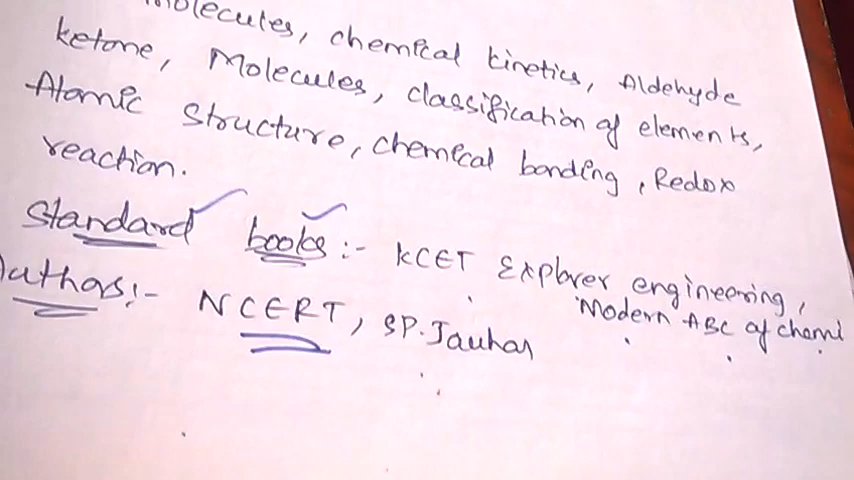 molecules, chemical kinetics, Aldehyde
ketone, Molecules, classification of elements,
Atomic Structure, chemical bonding, Redox
reaction.
Standard books:- KCET Explorer engineering,
Modern ABC of chemi
Authors:- NCERT, SP. Jauhar